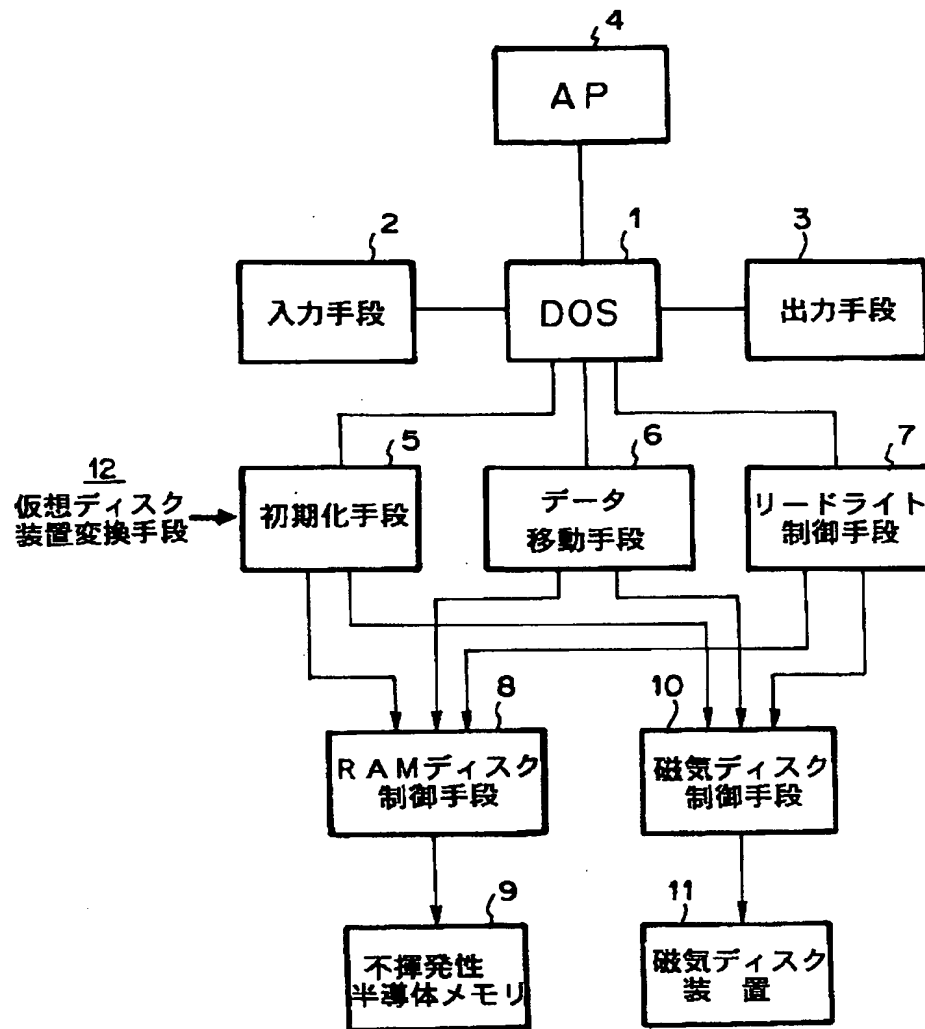 4
AP
2
1
3
入力手段
DOS
出力手段
12
仮想ディスク
装置変換手段
5
6
7
初期化手段
データ
移動手段
リードライト
制御手段
8
10
RAMディスク
制御手段
磁気ディスク
制御手段
9
11
不揮発性
半導体メモリ
磁気ディスク
装 置